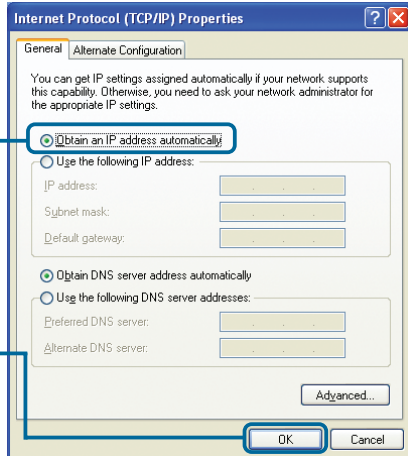 Internet Protocol (TCP/IP) Properties
General
Alternate Configuration
You can get IP settings assigned automatically if your network supports
this capability. Otherwise, you need to ask your network administrator for
the appropriate IP settings.
Obtain an IP address automatically
Use the following IP address:
IP address:
Subnet mask:
Default gateway:
Obtain DNS server address automatically
Use the following DNS server addresses:
Preferred DNS server:
Alternate DNS server:
Advanced...
OK
Cancel